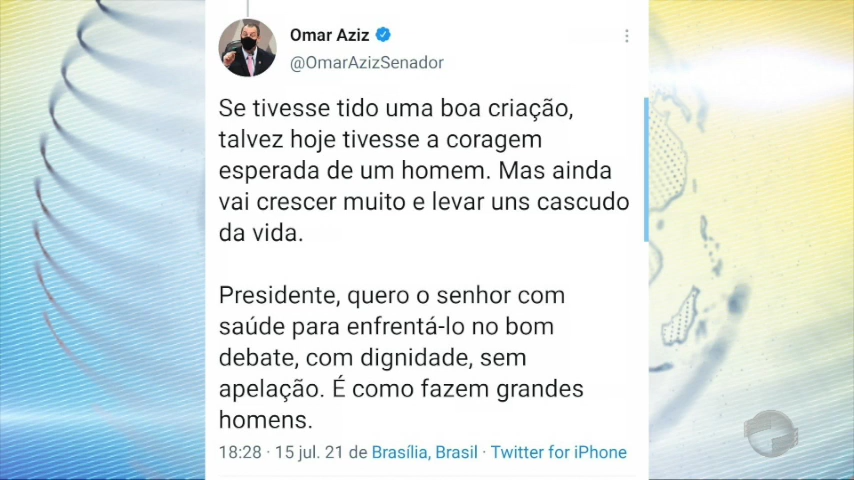 Omar Aziz
@OmarAzizSenador
Se tivesse tido uma boa criação,
talvez hoje tivesse a coragem
esperada de um homem. Mas ainda
vai crescer muito e levar uns cascudo
da vida.
Presidente, quero o senhor com
saúde para enfrentá-lo no bom
debate, com dignidade, sem
apelação. É como fazem grandes
homens.
18:28 · 15 jul. 21 de Brasília, Brasil · Twitter for iPhone